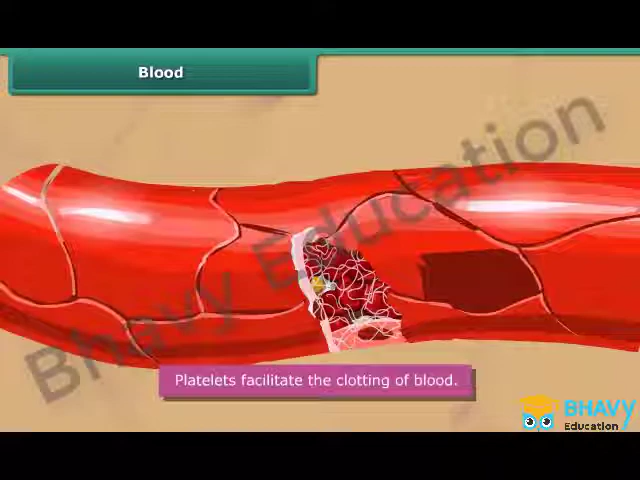 Blood
Bhavy Education
Platelets facilitate the clotting of blood.
BHAVY
Education